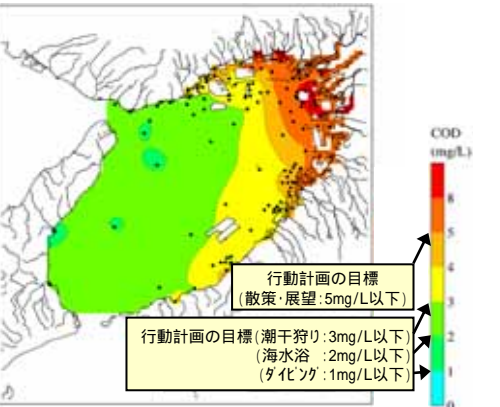 COD
(mg/L)
6
5
4
3
2
1
0
行動計画の目標
(散策･展望:5mg/L以下)
行動計画の目標(潮干狩り:3mg/L以下)
(海水浴 :2mg/L以下)
(ﾀﾞｲﾋﾞﾝｸﾞ:1mg/L以下)